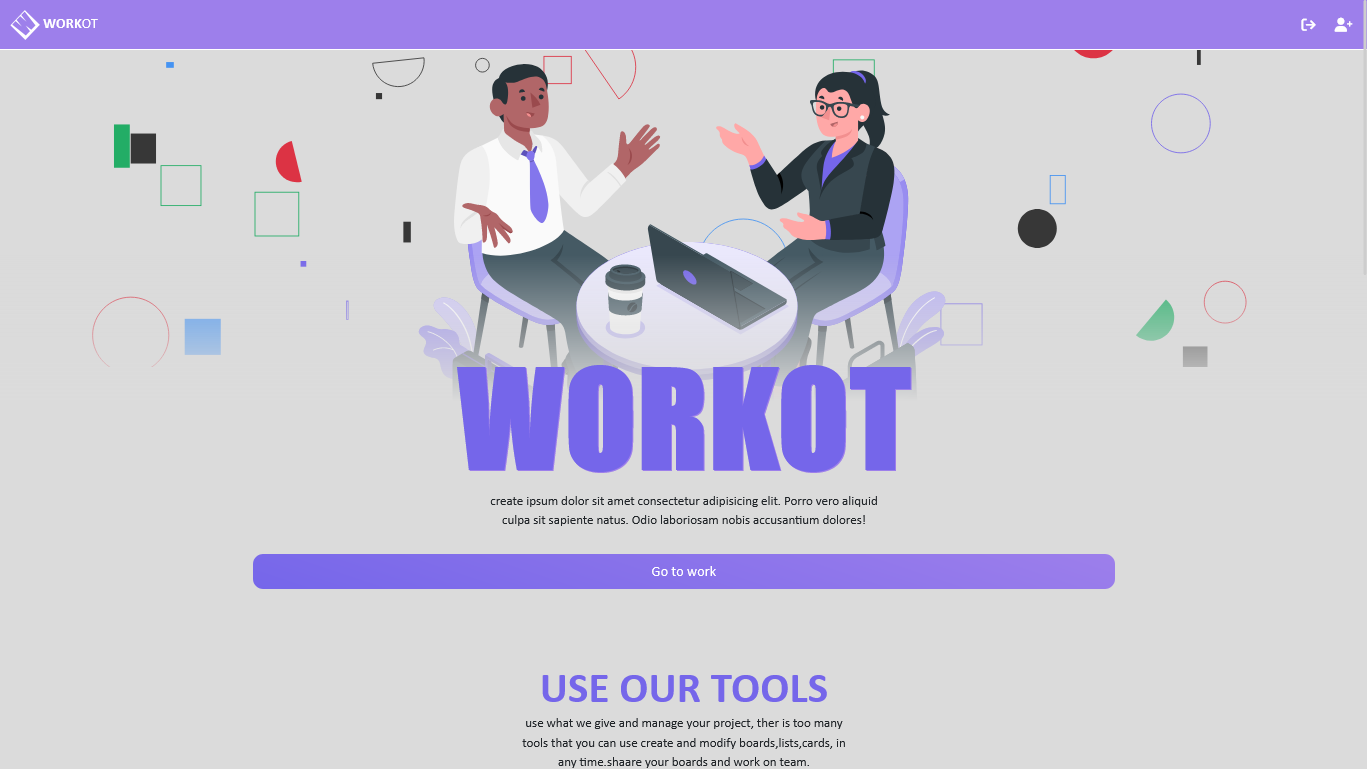 WORKOT
WORKOT
create ipsum dolor sit amet consectetur adipisicing elit. Porro vero aliquid
culpa sit sapiente natus. Odio laboriosam nobis accusantium dolores!
Go to work
USE OUR TOOLS
use what we give and manage your project, ther is too many
tools that you can use create and modify boards,lists,cards, in
any time.shaare your boards and work on team.